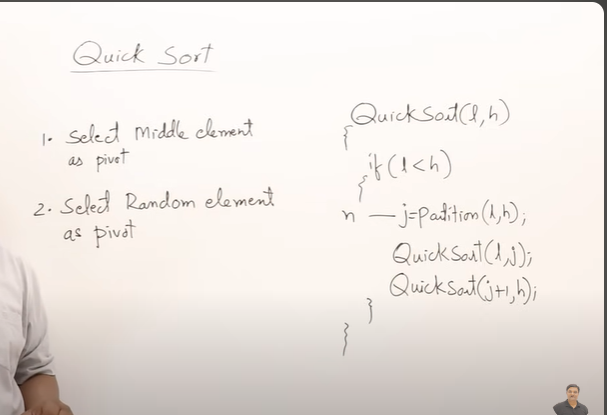 Quick Sort
1. Select Middle element
as pivot
2. Select Random element
as pivot
QuickSort(l,h)
{
if(l<h)
{
n — j=Partition(l,h);
QuickSort(l,j);
QuickSort(j+1,h);
}
}